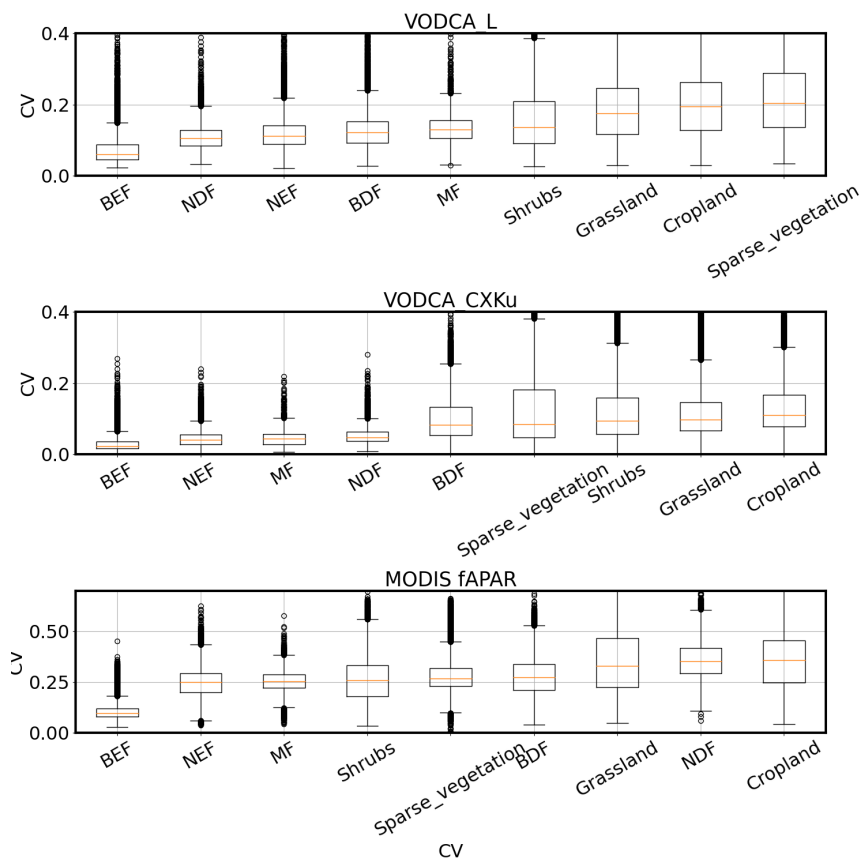 VODCA_L
0.4
0.2
0.0
CV
BEF
NDF
NEF
BDF
MF
Shrubs
Grassland
Cropland
Sparse_vegetation
VODCA_CXKu
0.4
0.2
0.0
CV
BEF
NEF
MF
NDF
BDF
Sparse_vegetation
Shrubs
Grassland
Cropland
MODIS fAPAR
0.50
0.25
0.00
CV
BEF
NEF
MF
Shrubs
Sparse_vegetation
BDF
Grassland
NDF
Cropland
CV